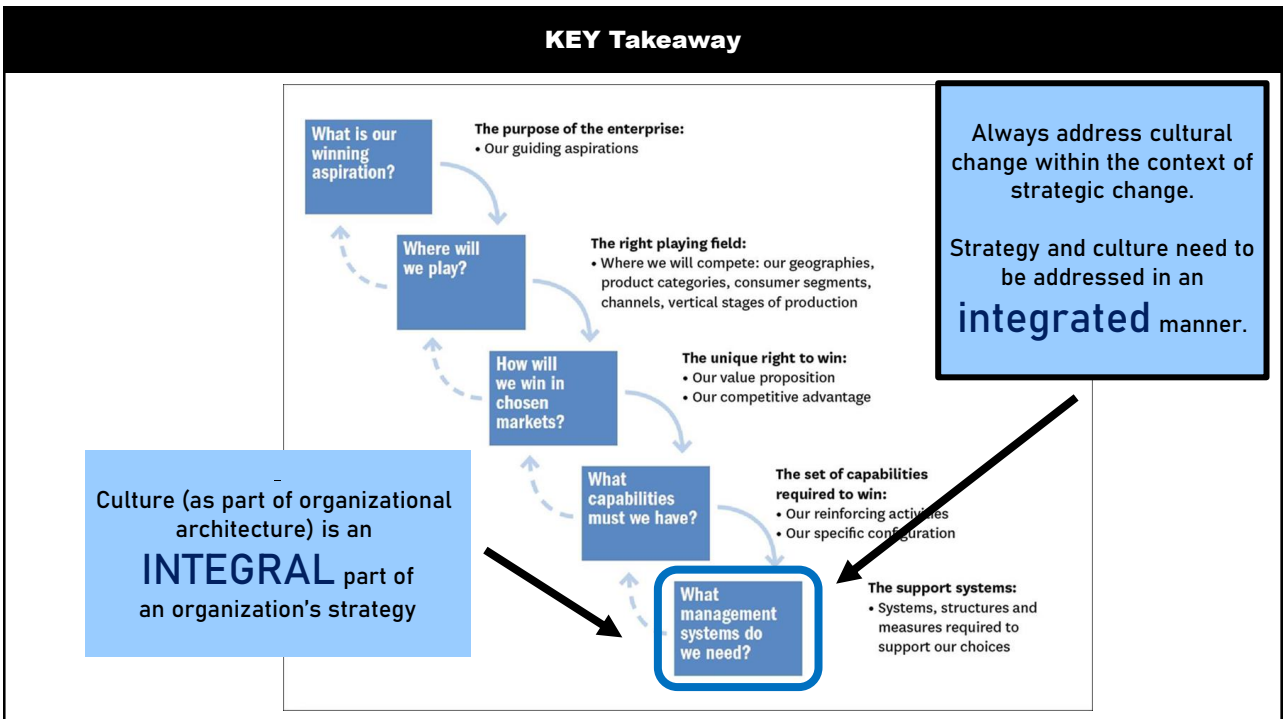 KEY Takeaway
What is our
winning
aspiration?
The purpose of the enterprise:
• Our guiding aspirations
Where will
we play?
The right playing field:
• Where we will compete: our geographies,
product categories, consumer segments,
channels, vertical stages of production
How will
we win in
chosen
markets?
The unique right to win:
• Our value proposition
• Our competitive advantage
What
capabilities
must we have?
The set of capabilities
required to win:
• Our reinforcing activities
• Our specific configuration
What
management
systems do
we need?
The support systems:
• Systems, structures and
measures required to
support our choices
Always address cultural
change within the context of
strategic change.
Strategy and culture need to
be addressed in an
integrated manner.
Culture (as part of organizational
architecture) is an
INTEGRAL part of
an organization's strategy